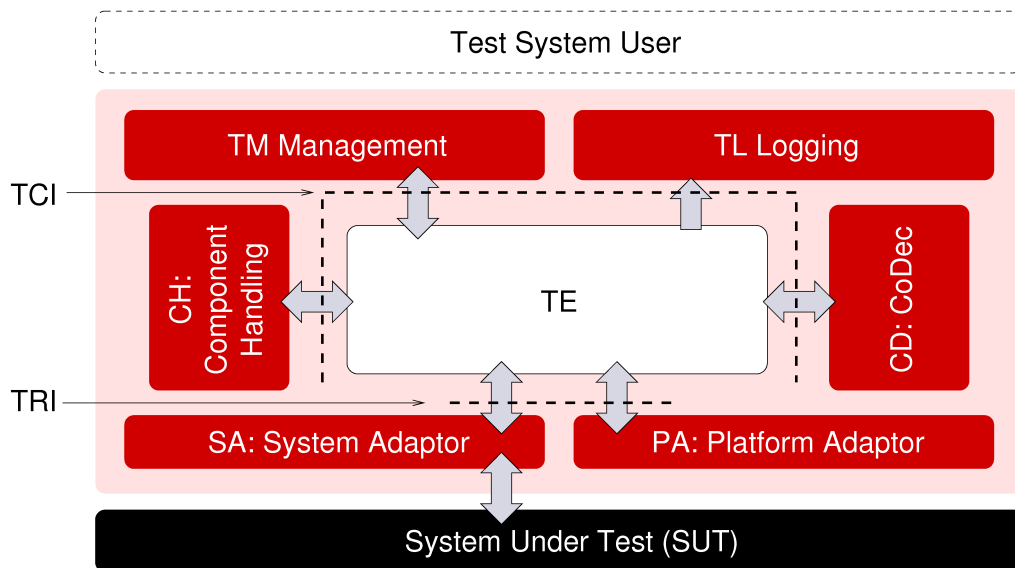 Test System User
TM Management
TL Logging
TCI
CH:
Component
Handling
TE
CD: CoDec
TRI
SA: System Adaptor
PA: Platform Adaptor
System Under Test (SUT)